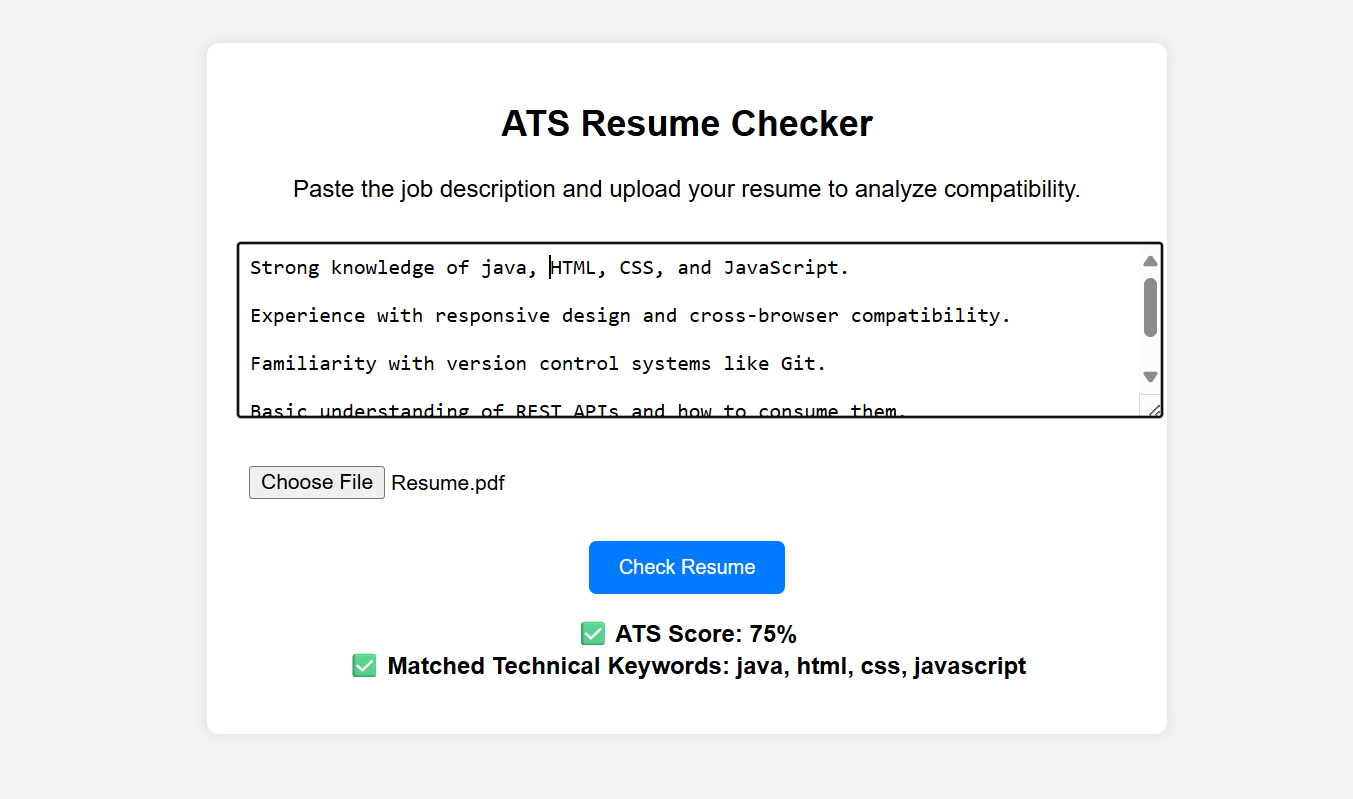 ATS Resume Checker
Paste the job description and upload your resume to analyze compatibility.
Strong knowledge of java, HTML, CSS, and JavaScript.
Experience with responsive design and cross-browser compatibility.
Familiarity with version control systems like Git.
Basic understanding of REST APIs and how to consume them.
Choose File Resume.pdf
Check Resume
✅ ATS Score: 75%
✅ Matched Technical Keywords: java, html, css, javascript